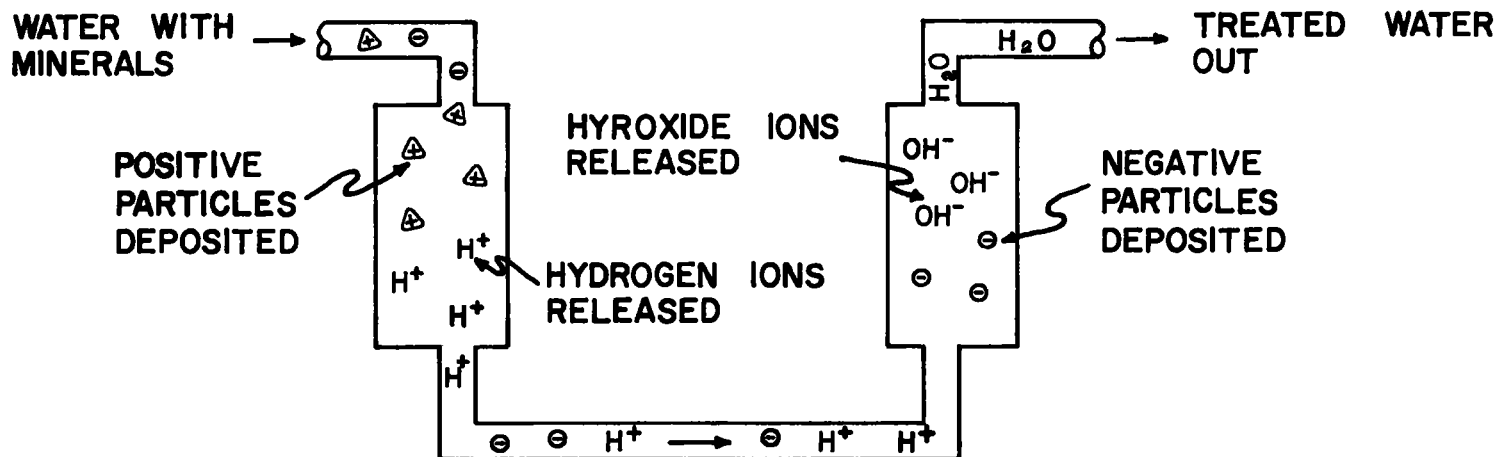 WATER WITH
MINERALS
H₂O
H₂O
TREATED WATER
OUT
POSITIVE
PARTICLES
DEPOSITED
H⁺
H⁺
H⁺
H⁺
HYDROGEN IONS
RELEASED
HYROXIDE IONS
RELEASED
OH⁻
OH⁻
OH⁻
NEGATIVE
PARTICLES
DEPOSITED
H⁺
H⁺
H⁺